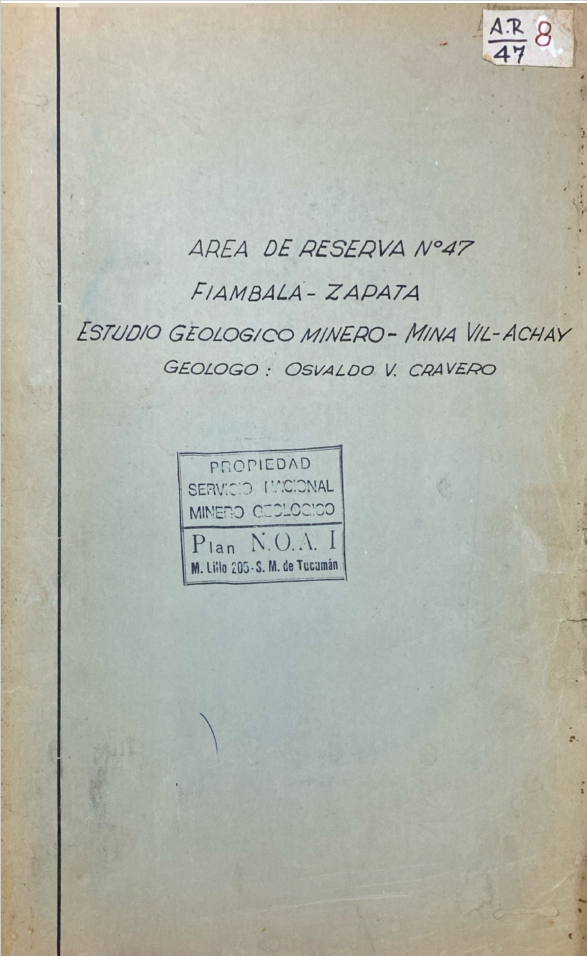 A.R 8
47
AREA DE RESERVA Nº47
FIAMBALA - ZAPATA
ESTUDIO GEOLOGICO MINERO - MINA VIL-ACHAY
GEOLOGO : OSVALDO V. CRAVERO
PROPIEDAD
SERVICIO NACIONAL
MINERO GEOLOGICO
Plan N.O.A. I
M. Lillo 205 - S. M. de Tucumán